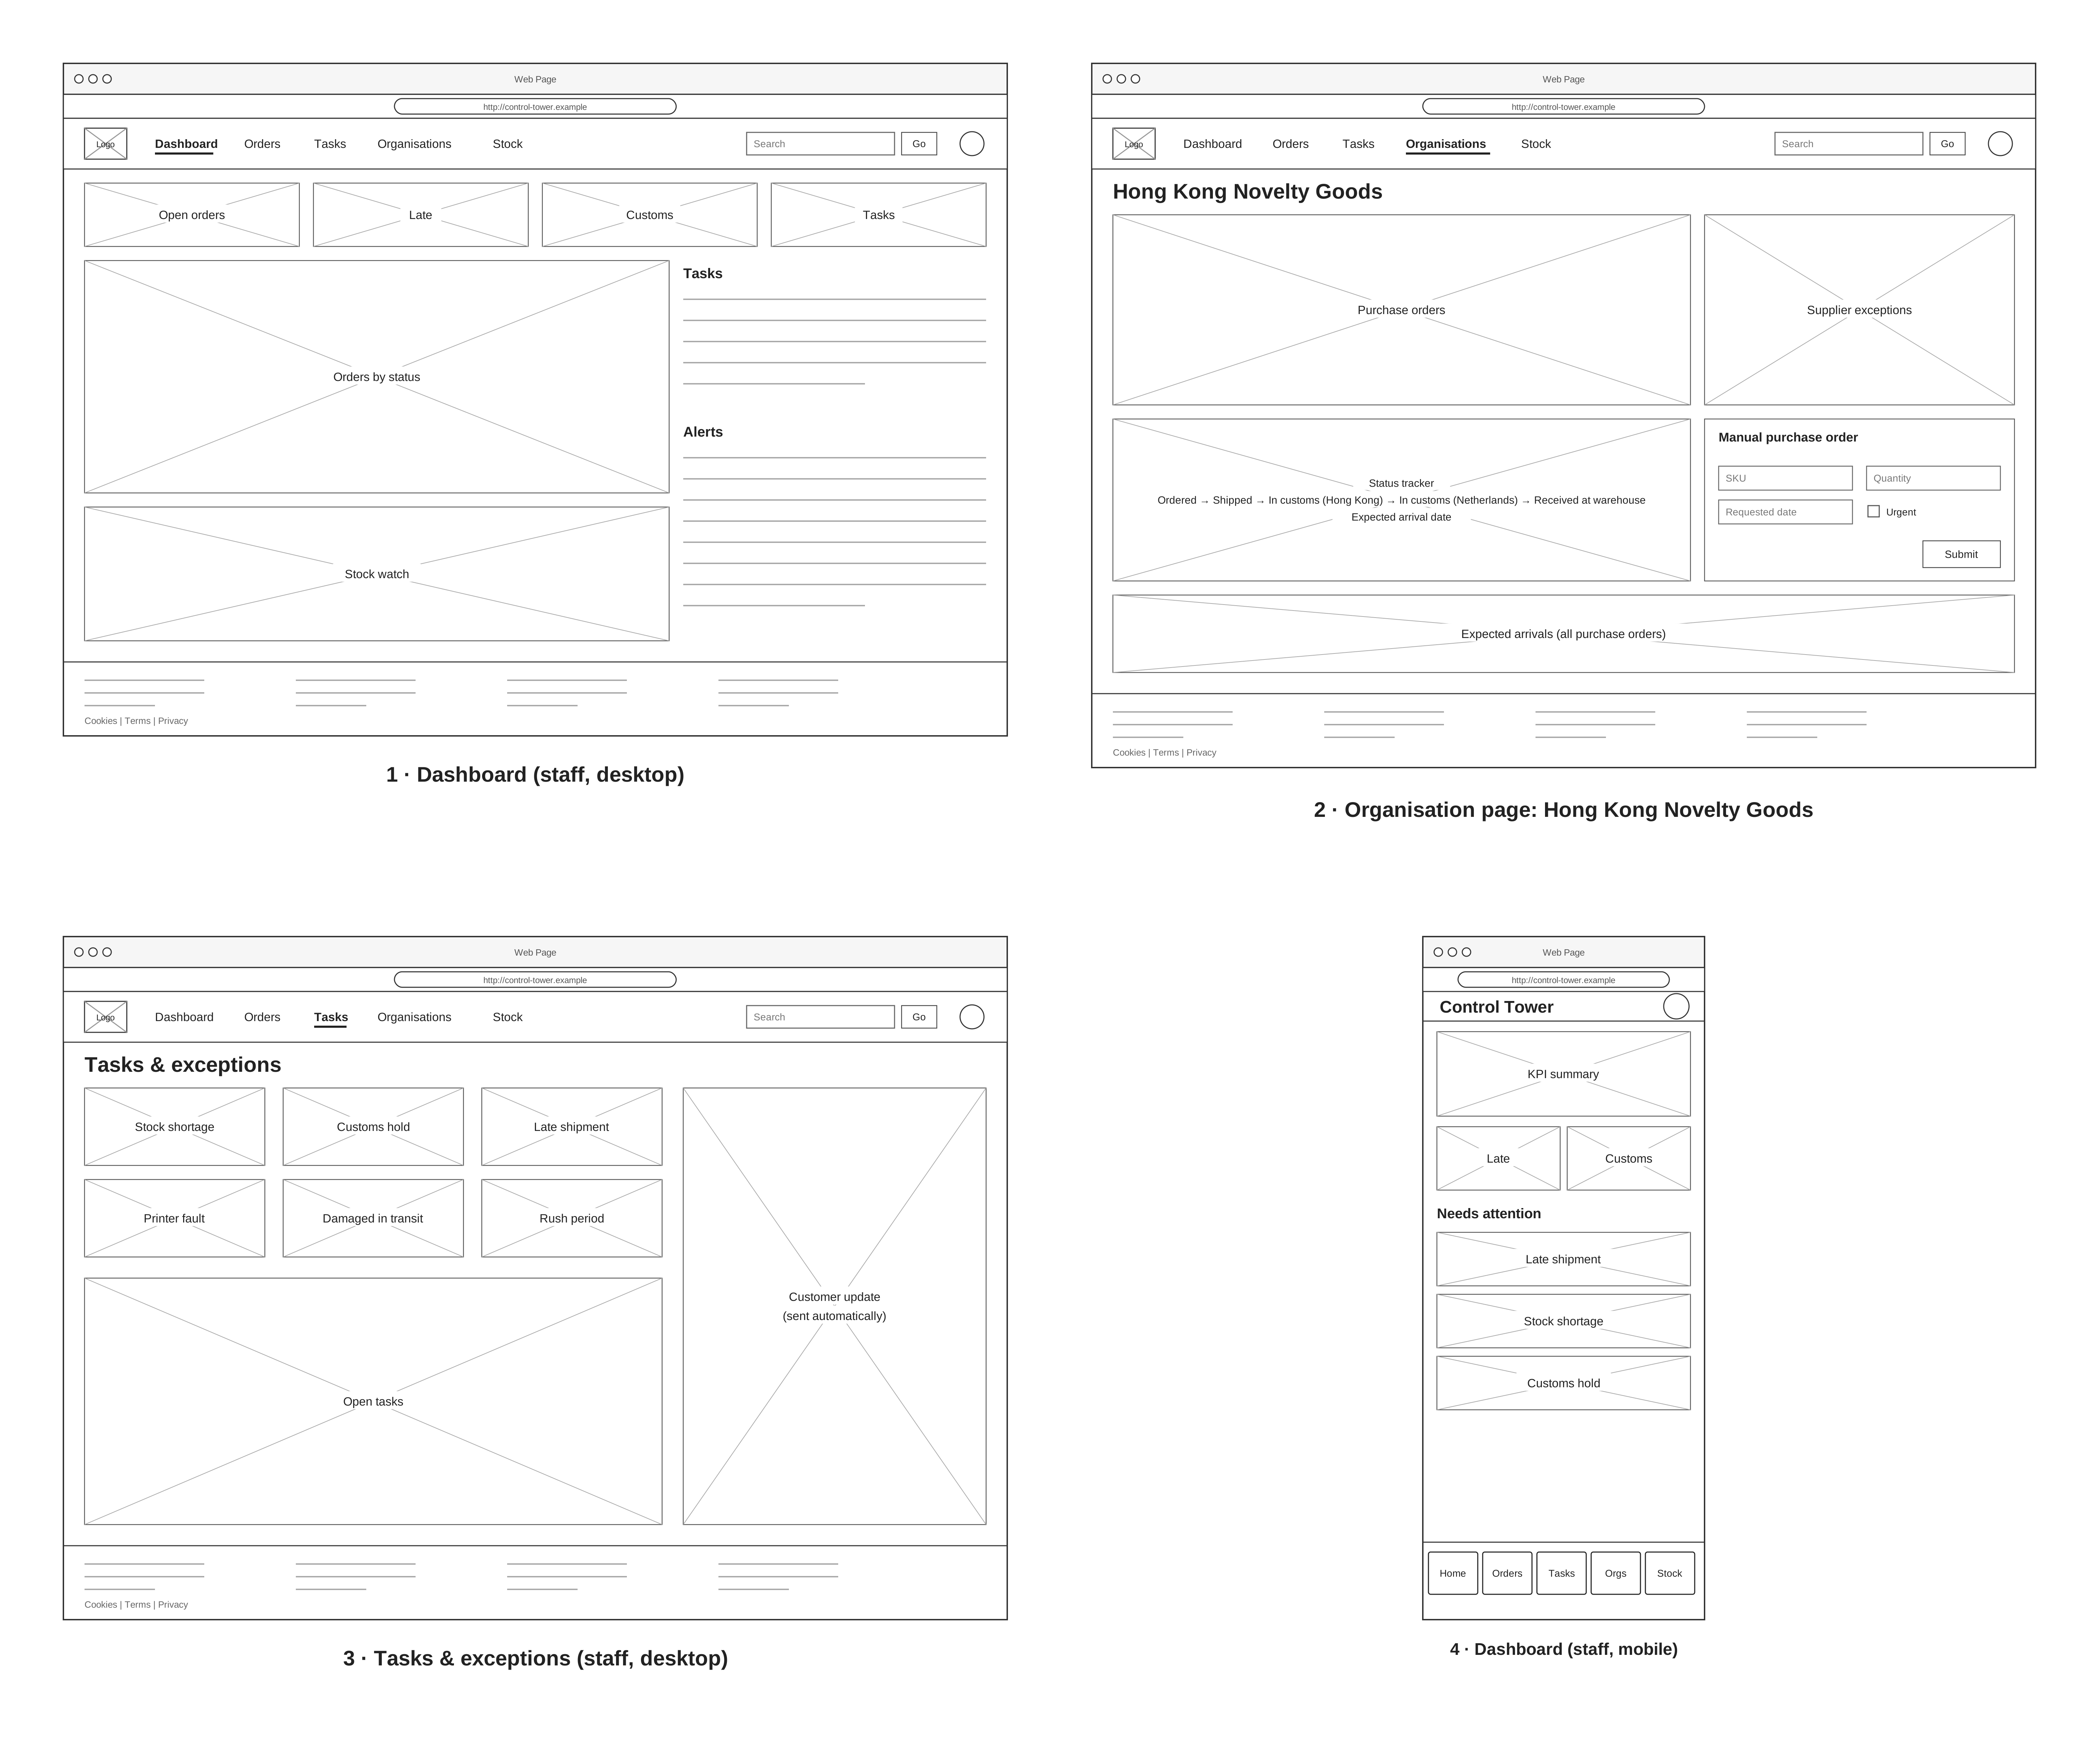 Web Page
http://control-tower.example
Logo
Dashboard Orders Tasks Organisations Stock
Search Go
Open orders Late Customs Tasks
Orders by status
Tasks
Alerts
Stock watch
Cookies | Terms | Privacy
1 · Dashboard (staff, desktop)
Web Page
http://control-tower.example
Logo
Dashboard Orders Tasks Organisations Stock
Search Go
Hong Kong Novelty Goods
Purchase orders
Supplier exceptions
Status tracker
Ordered → Shipped → In customs (Hong Kong) → In customs (Netherlands) → Received at warehouse
Expected arrival date
Manual purchase order
SKU Quantity
Requested date Urgent
Submit
Expected arrivals (all purchase orders)
Cookies | Terms | Privacy
2 · Organisation page: Hong Kong Novelty Goods
Web Page
http://control-tower.example
Logo
Dashboard Orders Tasks Organisations Stock
Search Go
Tasks & exceptions
Stock shortage Customs hold Late shipment
Printer fault Damaged in transit Rush period
Customer update
(sent automatically)
Open tasks
Cookies | Terms | Privacy
3 · Tasks & exceptions (staff, desktop)
Web Page
http://control-tower.example
Control Tower
KPI summary
Late Customs
Needs attention
Late shipment
Stock shortage
Customs hold
Home Orders Tasks Orgs Stock
4 · Dashboard (staff, mobile)